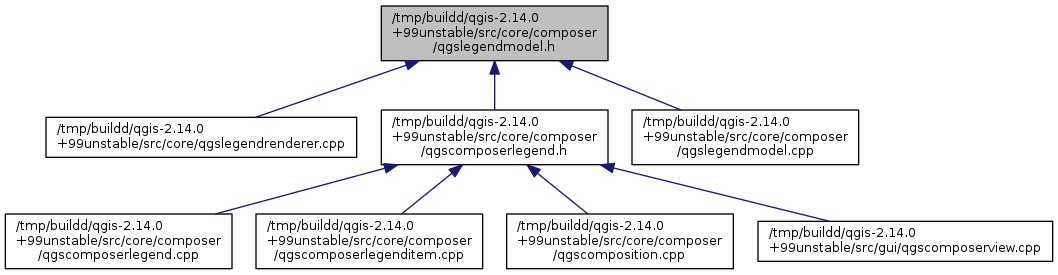 /tmp/buildd/qgis-2.14.0
+99unstable/src/core/composer
/qgslegendmodel.h
/tmp/buildd/qgis-2.14.0
+99unstable/src/core/qgslegendrenderer.cpp
/tmp/buildd/qgis-2.14.0
+99unstable/src/core/composer
/qgscomposerlegend.h
/tmp/buildd/qgis-2.14.0
+99unstable/src/core/composer
/qgslegendmodel.cpp
/tmp/buildd/qgis-2.14.0
+99unstable/src/core/composer
/qgscomposerlegend.cpp
/tmp/buildd/qgis-2.14.0
+99unstable/src/core/composer
/qgscomposerlegenditem.cpp
/tmp/buildd/qgis-2.14.0
+99unstable/src/core/composer
/qgscomposition.cpp
/tmp/buildd/qgis-2.14.0
+99unstable/src/gui/qgscomposerview.cpp